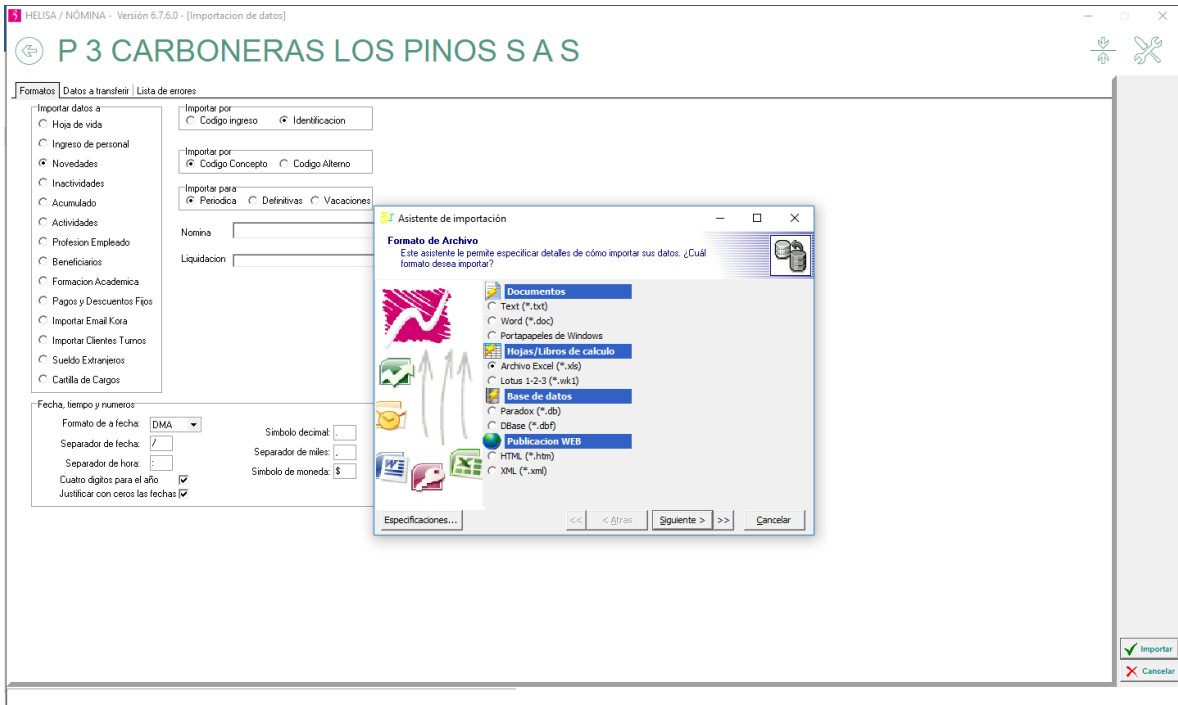 HELISA / NÓMINA - Versión 6.7.6.0 - [Importacion de datos]
P 3 CARBONERAS LOS PINOS S A S
Formatos Datos a transferir Lista de errores
Importar datos a
Hoja de vida
Ingreso de personal
Novedades
Inactividades
Acumulado
Actividades
Profesion Empleado
Beneficiarios
Formacion Academica
Pagos y Descuentos Fijos
Importar Email Kora
Importar Clientes Turnos
Sueldo Extranjeros
Cartilla de Cargos
Importar por
Codigo ingreso Identificacion
Importar por
Codigo Concepto Codigo Alterno
Importar para
Periodica Definitivas Vacaciones
Nomina
Liquidacion
Fecha, tiempo y numeros
Formato de a fecha: DMA
Separador de fecha: /
Separador de hora: :
Cuatro digitos para el año
Justificar con ceros las fechas
Simbolo decimal: .
Separador de miles: ,
Simbolo de moneda: $
Asistente de importación
Formato de Archivo
Este asistente le permite especificar detalles de cómo importar sus datos. ¿Cuál
formato desea importar?
Documentos
Text (*.txt)
Word (*.doc)
Portapapeles de Windows
Hojas/Libros de calculo
Archivo Excel (*.xls)
Lotus 1-2-3 (*.wk1)
Base de datos
Paradox (*.db)
DBase (*.dbf)
Publicacion WEB
HTML (*.htm)
XML (*.xml)
Especificaciones... << < Atras Siguiente > >> Cancelar
Importar
Cancelar